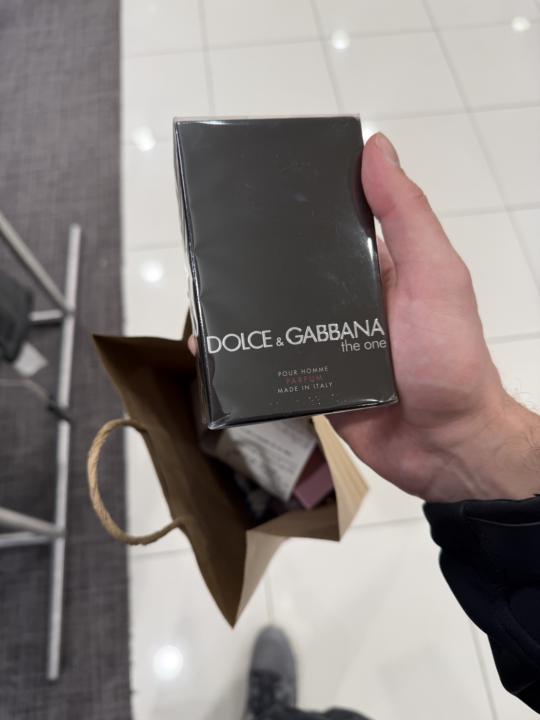 DOLCE & GABBANA
the one
POUR HOMME
PARFUM
MADE IN ITALY